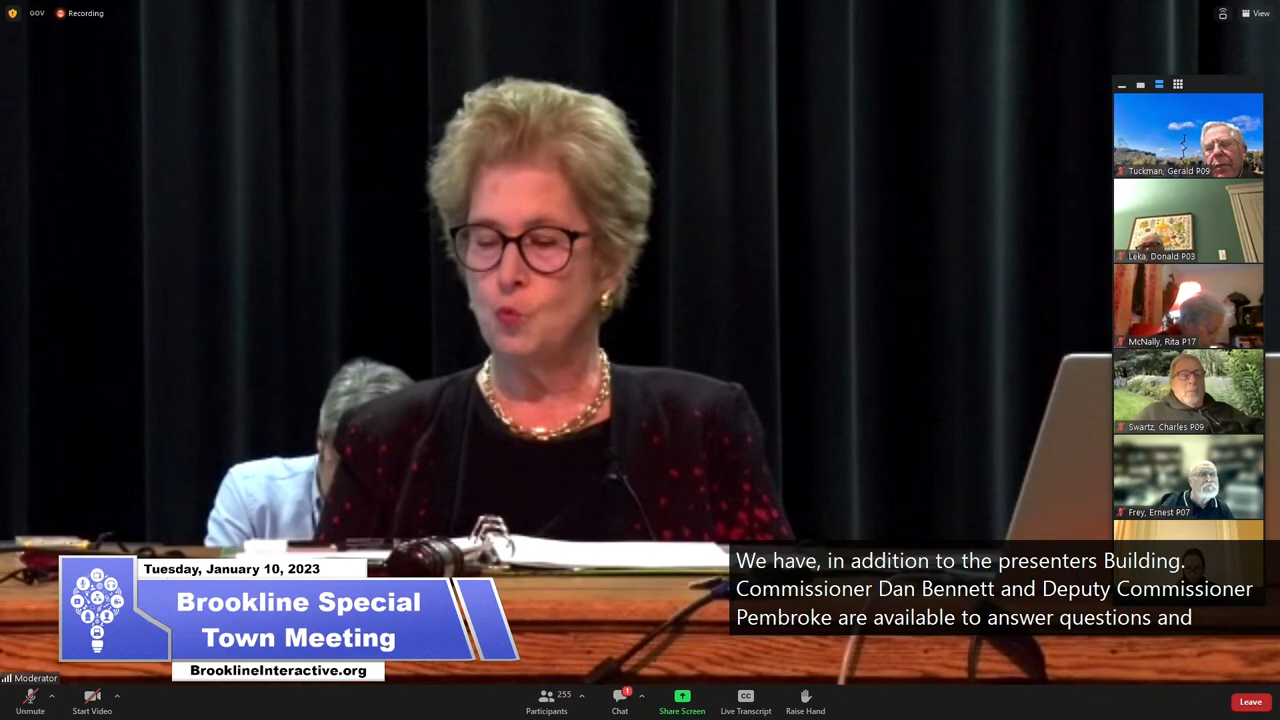 GOV
Recording
View
Tuckman, Gerald P09
Leka, Donald P03
McNally, Rita P17
Swartz, Charles P09
Frey, Ernest P07
We have, in addition to the presenters Building.
Commissioner Dan Bennett and Deputy Commissioner
Pembroke are available to answer questions and
Tuesday, January 10, 2023
Brookline Special
Town Meeting
BrooklineInteractive.org
Moderator
Unmute
Start Video
255
Participants
1
Chat
Share Screen
CC
Live Transcript
Raise Hand
Leave